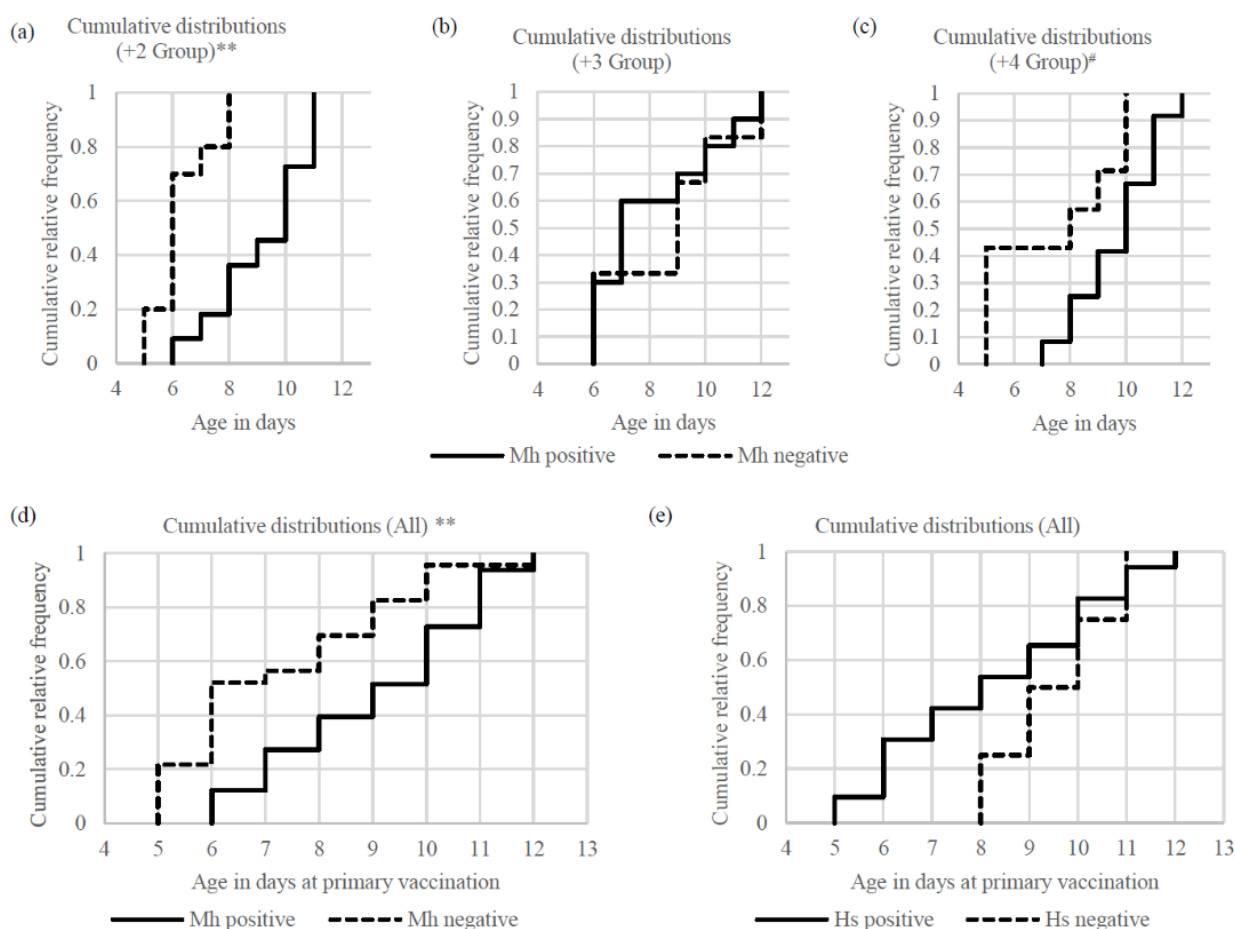 (a)
Cumulative distributions
(+2 Group)**
Cumulative relative frequency
1
0.8
0.6
0.4
0.2
0
4 6 8 10 12
Age in days
(b)
Cumulative distributions
(+3 Group)
Cumulative relative frequency
1
0.9
0.8
0.7
0.6
0.5
0.4
0.3
0.2
0.1
0
4 6 8 10 12
Age in days
(c)
Cumulative distributions
(+4 Group)#
Cumulative relative frequency
1
0.9
0.8
0.7
0.6
0.5
0.4
0.3
0.2
0.1
0
4 6 8 10 12
Age in days
Mh positive Mh negative
(d)
Cumulative distributions (All) **
Cumulative relative frequency
1
0.8
0.6
0.4
0.2
0
4 5 6 7 8 9 10 11 12 13
Age in days at primary vaccination
Mh positive Mh negative
(e)
Cumulative distributions (All)
Cumulative relative frequency
1
0.8
0.6
0.4
0.2
0
4 5 6 7 8 9 10 11 12 13
Age in days at primary vaccination
Hs positive Hs negative